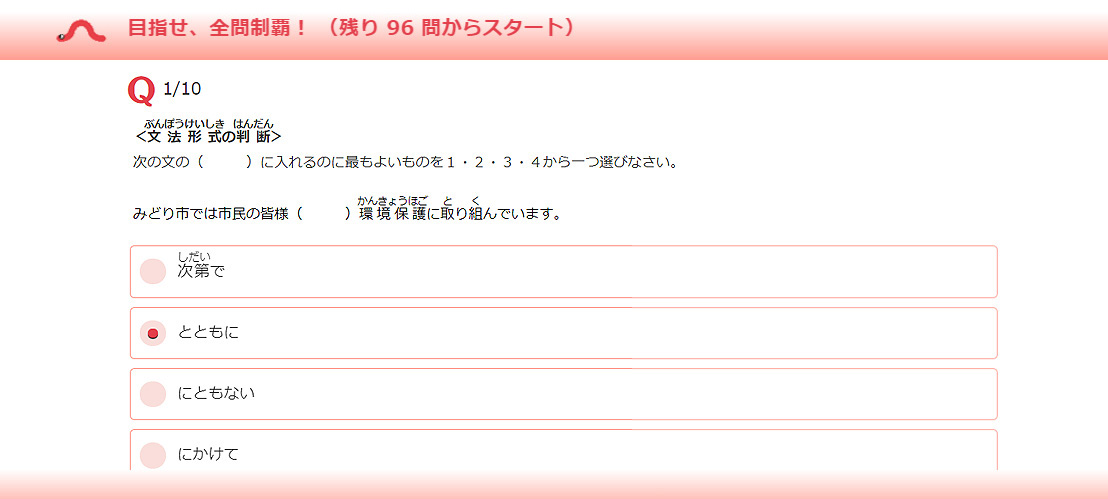 目指せ、全問制覇！ （残り 96 問からスタート）
Q 1/10
ぶんぽうけいしき はんだん
<文法形式の判断>
次の文の（　　　）に入れるのに最もよいものを１・２・３・４から一つ選びなさい。
かんきょうほご と く
みどり市では市民の皆様（　　　）環境保護に取り組んでいます。
しだい
次第で
とともに
にともない
にかけて